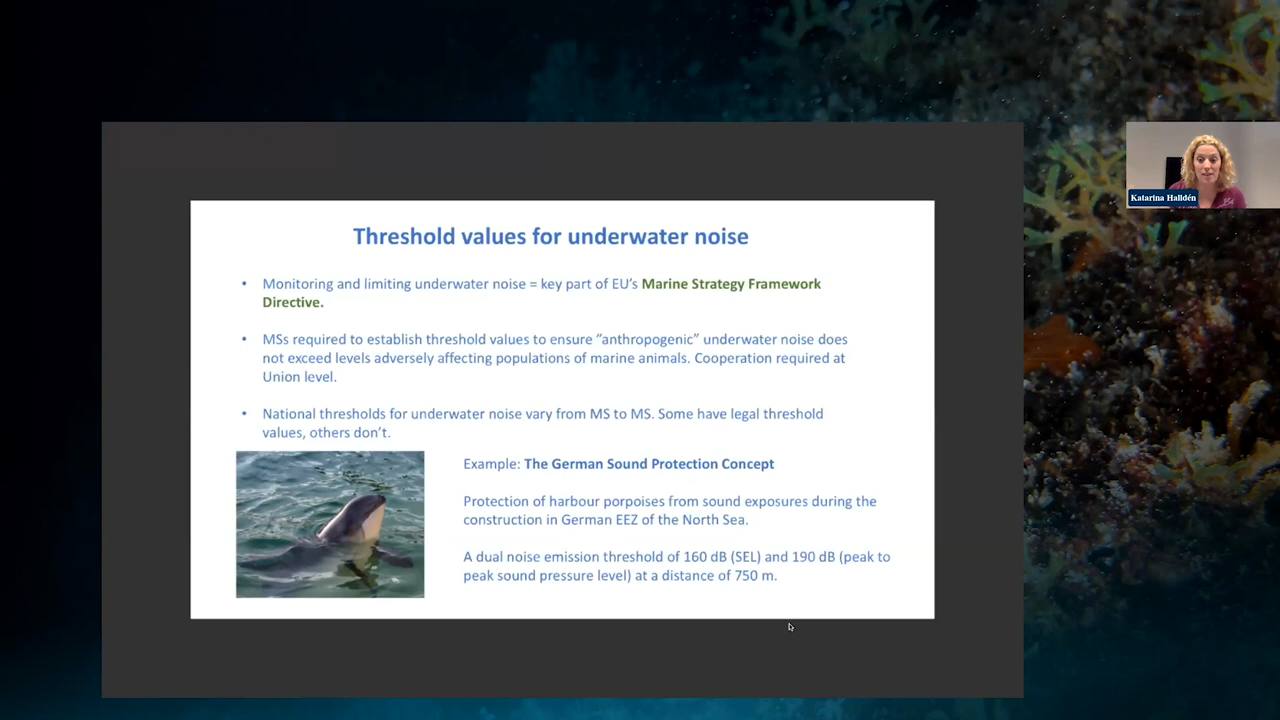 Threshold values for underwater noise
• Monitoring and limiting underwater noise = key part of EU's Marine Strategy Framework
Directive.
• MSs required to establish threshold values to ensure ”anthropogenic” underwater noise does
not exceed levels adversely affecting populations of marine animals. Cooperation required at
Union level.
• National thresholds for underwater noise vary from MS to MS. Some have legal threshold
values, others don't.
Example: The German Sound Protection Concept
Protection of harbour porpoises from sound exposures during the
construction in German EEZ of the North Sea.
A dual noise emission threshold of 160 dB (SEL) and 190 dB (peak to
peak sound pressure level) at a distance of 750 m.
Katarina Halldén